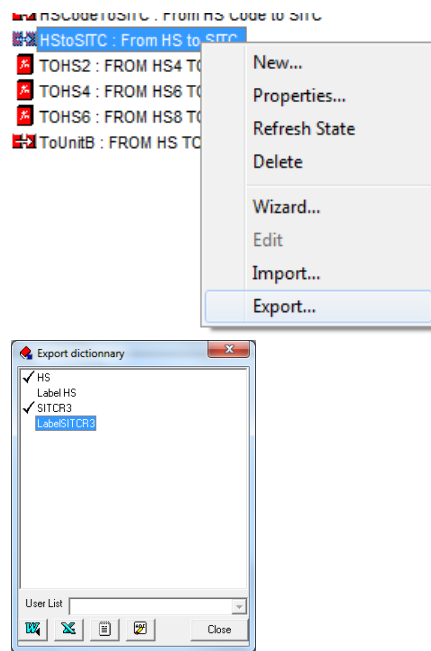 HSCodeToSITC : From HS Code to SITC
HStoSITC : From HS to SITC
TOHS2 : FROM HS4 TO
TOHS4 : FROM HS6 TO
TOHS6 : FROM HS8 TO
ToUnitB : FROM HS TO
New...
Properties...
Refresh State
Delete
Wizard...
Edit
Import...
Export...
Export dictionnary
HS
Label HS
SITCR3
LabelSITCR3
User List
Close